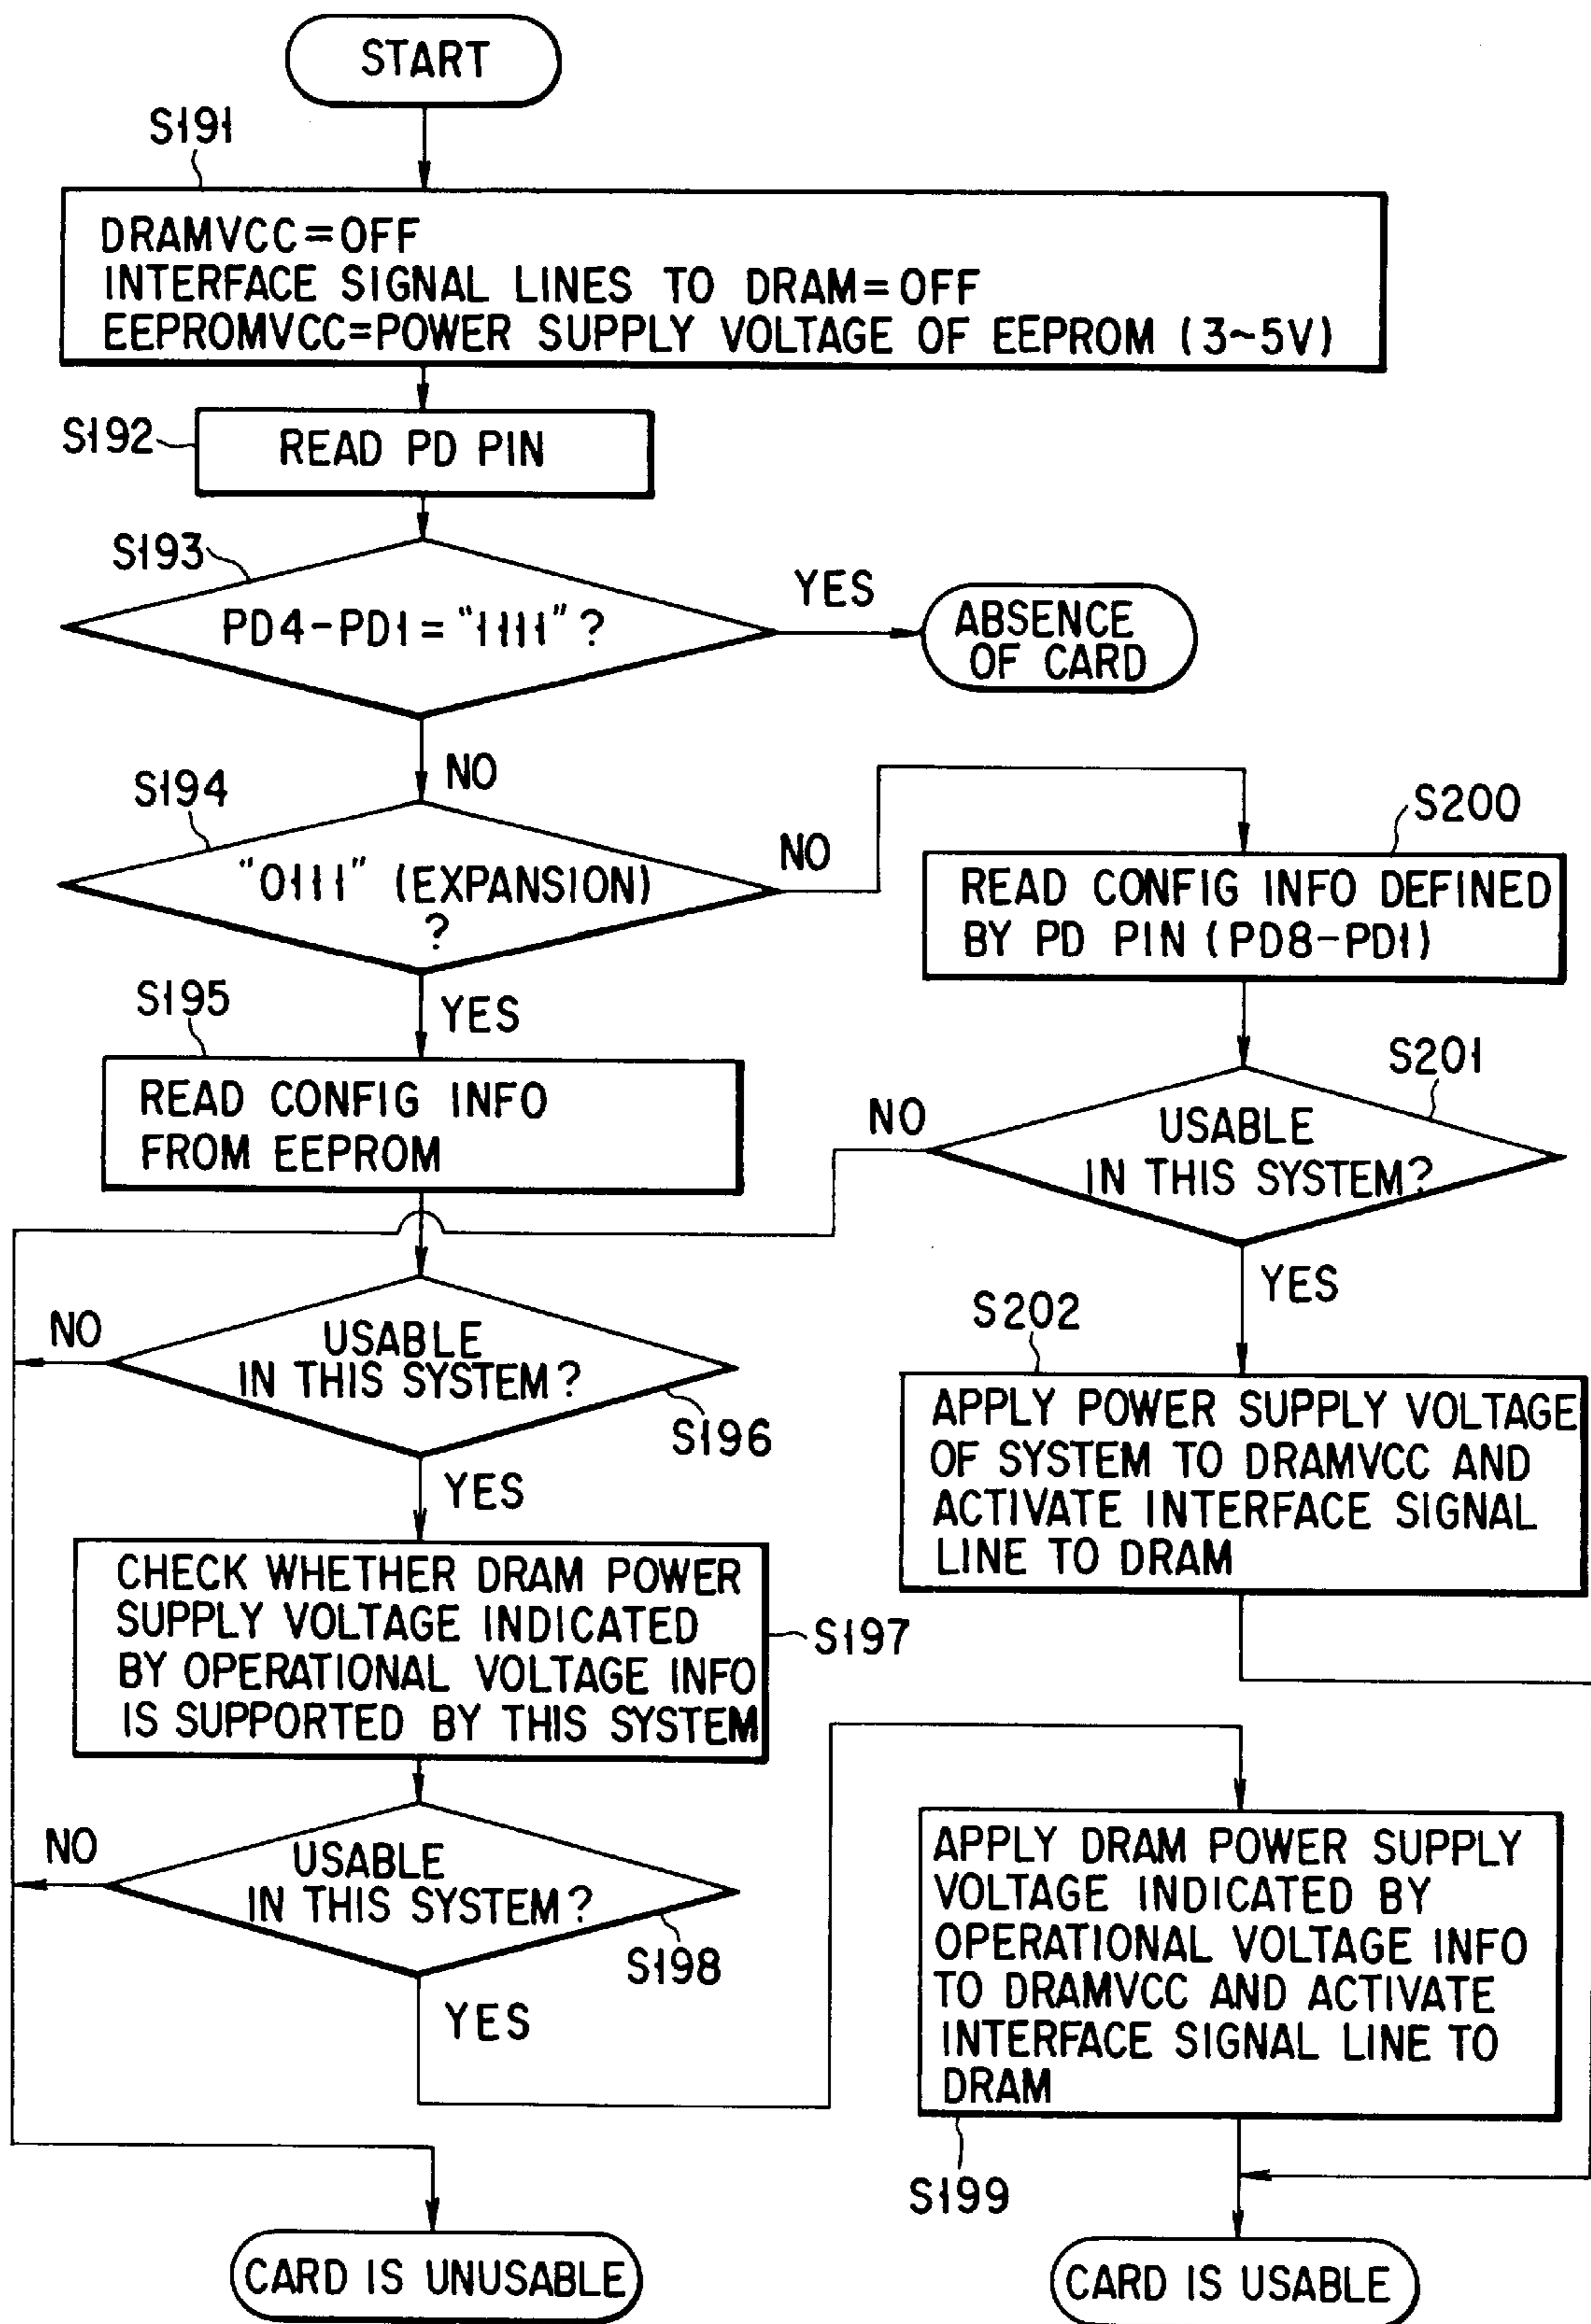 START
S191
DRAMVCC=OFF
INTERFACE SIGNAL LINES TO DRAM=OFF
EEPROMVCC=POWER SUPPLY VOLTAGE OF EEPROM (3~5V)
S192
READ PD PIN
S193
PD4-PD1="1111"?
YES
ABSENCE
OF CARD
NO
S194
"0111" (EXPANSION)
?
NO
S200
READ CONFIG INFO DEFINED
BY PD PIN (PD8-PD1)
YES
S195
READ CONFIG INFO
FROM EEPROM
S201
USABLE
IN THIS SYSTEM?
NO
YES
USABLE
IN THIS SYSTEM?
NO
S196
YES
S202
APPLY POWER SUPPLY VOLTAGE
OF SYSTEM TO DRAMVCC AND
ACTIVATE INTERFACE SIGNAL
LINE TO DRAM
CHECK WHETHER DRAM POWER
SUPPLY VOLTAGE INDICATED
BY OPERATIONAL VOLTAGE INFO
IS SUPPORTED BY THIS SYSTEM
S197
NO
USABLE
IN THIS SYSTEM?
S198
YES
APPLY DRAM POWER SUPPLY
VOLTAGE INDICATED BY
OPERATIONAL VOLTAGE INFO
TO DRAMVCC AND ACTIVATE
INTERFACE SIGNAL LINE TO
DRAM
S199
CARD IS UNUSABLE
CARD IS USABLE